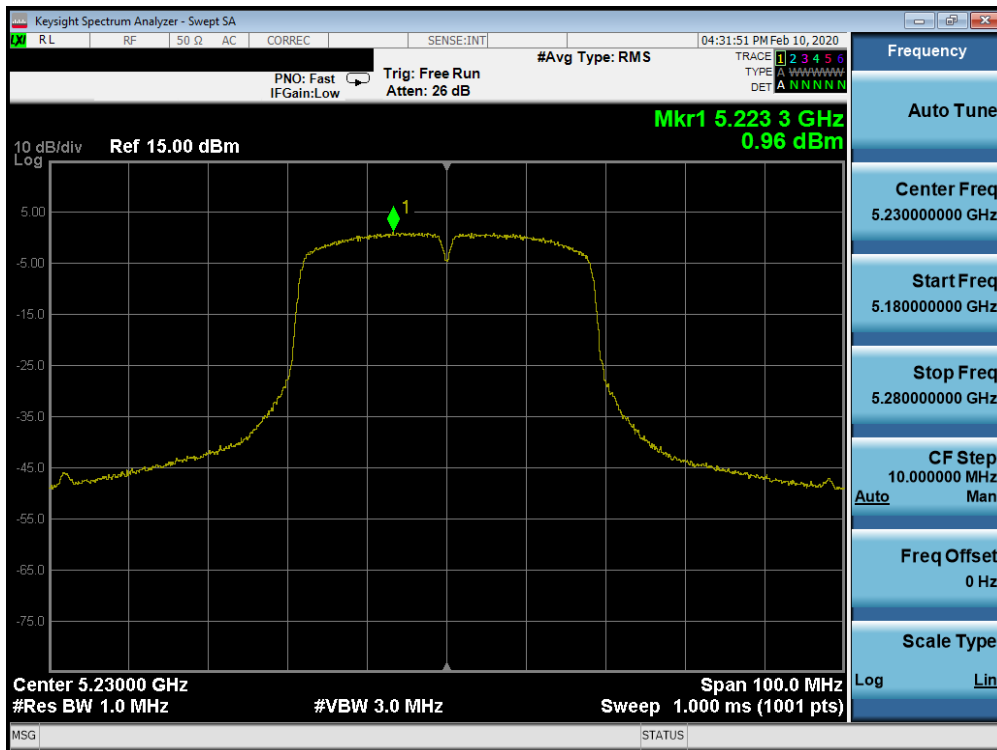 Keysight Spectrum Analyzer - Swept SA
LXI RL RF 50 Ω AC CORREC SENSE:INT 04:31:51 PM Feb 10, 2020
#Avg Type: RMS TRACE 1 2 3 4 5 6
PNO: Fast Trig: Free Run TYPE A WWWWW
IFGain:Low Atten: 26 dB DET A N N N N N
Mkr1 5.223 3 GHz
0.96 dBm
10 dB/div Ref 15.00 dBm
Log
1
5.00
-5.00
-15.0
-25.0
-35.0
-45.0
-55.0
-65.0
-75.0
Center 5.23000 GHz Span 100.0 MHz
#Res BW 1.0 MHz #VBW 3.0 MHz Sweep 1.000 ms (1001 pts)
MSG STATUS
Frequency
Auto Tune
Center Freq
5.230000000 GHz
Start Freq
5.180000000 GHz
Stop Freq
5.280000000 GHz
CF Step
10.000000 MHz
Auto Man
Freq Offset
0 Hz
Scale Type
Log Lin